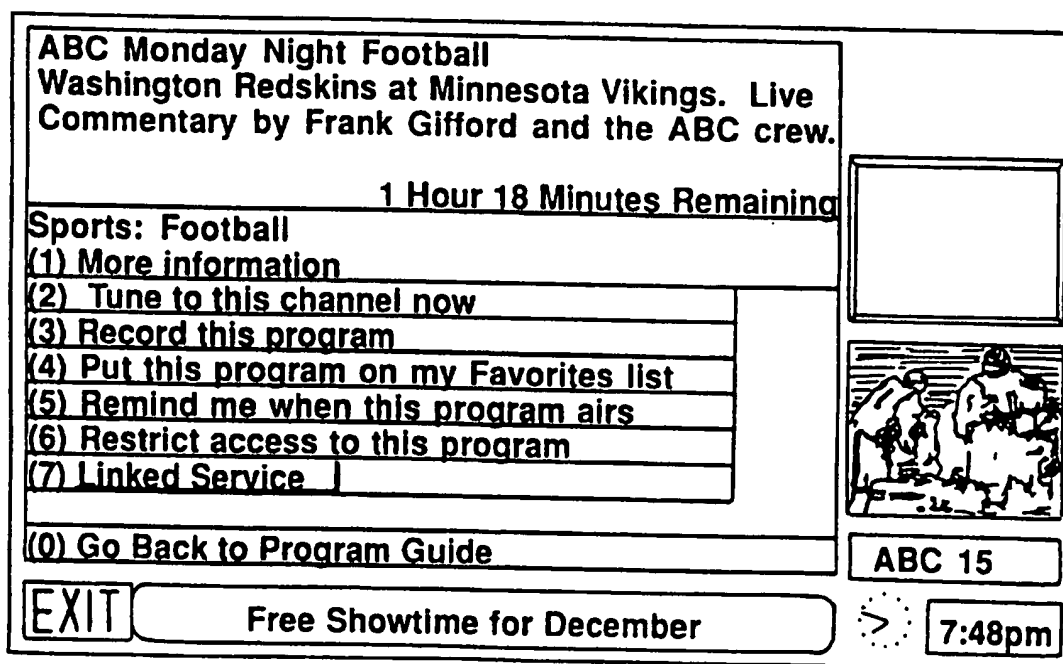 ABC Monday Night Football
Washington Redskins at Minnesota Vikings. Live
Commentary by Frank Gifford and the ABC crew.
1 Hour 18 Minutes Remaining
Sports: Football
(1) More information
(2) Tune to this channel now
(3) Record this program
(4) Put this program on my Favorites list
(5) Remind me when this program airs
(6) Restrict access to this program
(7) Linked Service
(0) Go Back to Program Guide
ABC 15
EXIT
Free Showtime for December
7:48pm